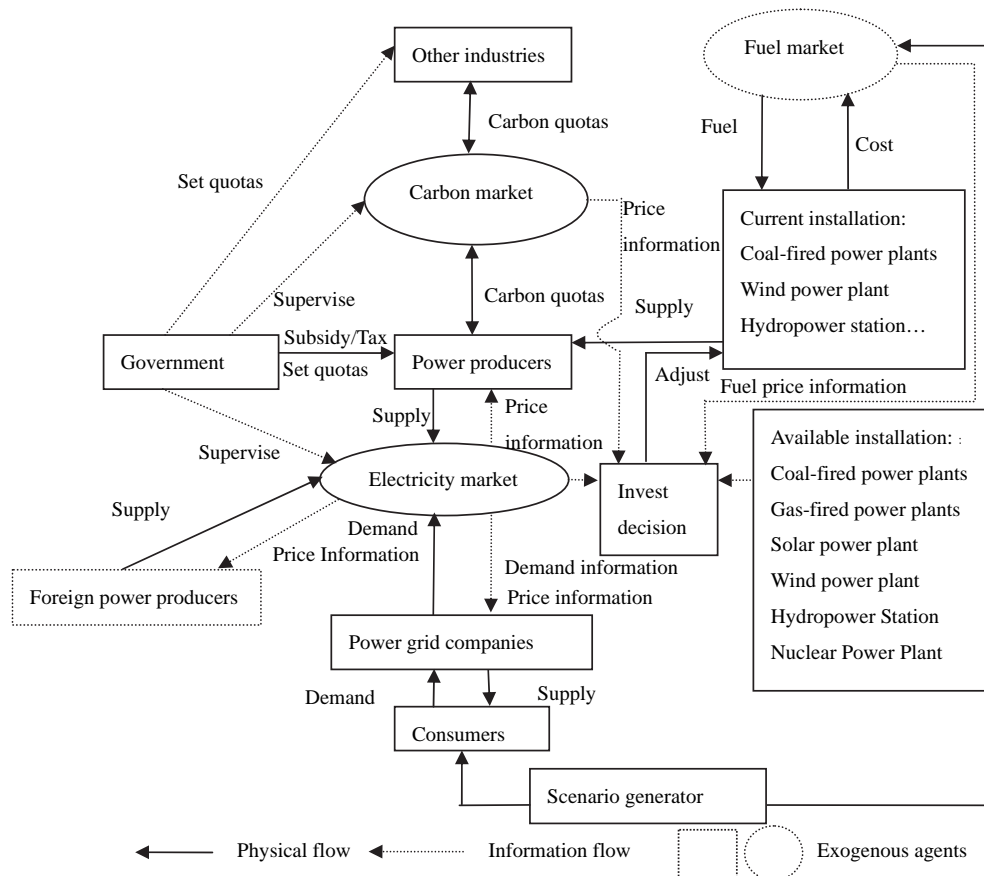 Other industries
Fuel market
Carbon quotas
Fuel
Cost
Set quotas
Carbon market
Price
information
Current installation:
Coal-fired power plants
Wind power plant
Hydropower station…
Supervise
Carbon quotas
Supply
Subsidy/Tax
Government
Set quotas
Power producers
Adjust
Fuel price information
Supply
Price
information
Supervise
Electricity market
Invest
decision
Available installation: :
Coal-fired power plants
Gas-fired power plants
Solar power plant
Wind power plant
Hydropower Station
Nuclear Power Plant
Supply
Demand
Price Information
Demand information
Price information
Foreign power producers
Power grid companies
Demand
Supply
Consumers
Scenario generator
Physical flow
Information flow
Exogenous agents